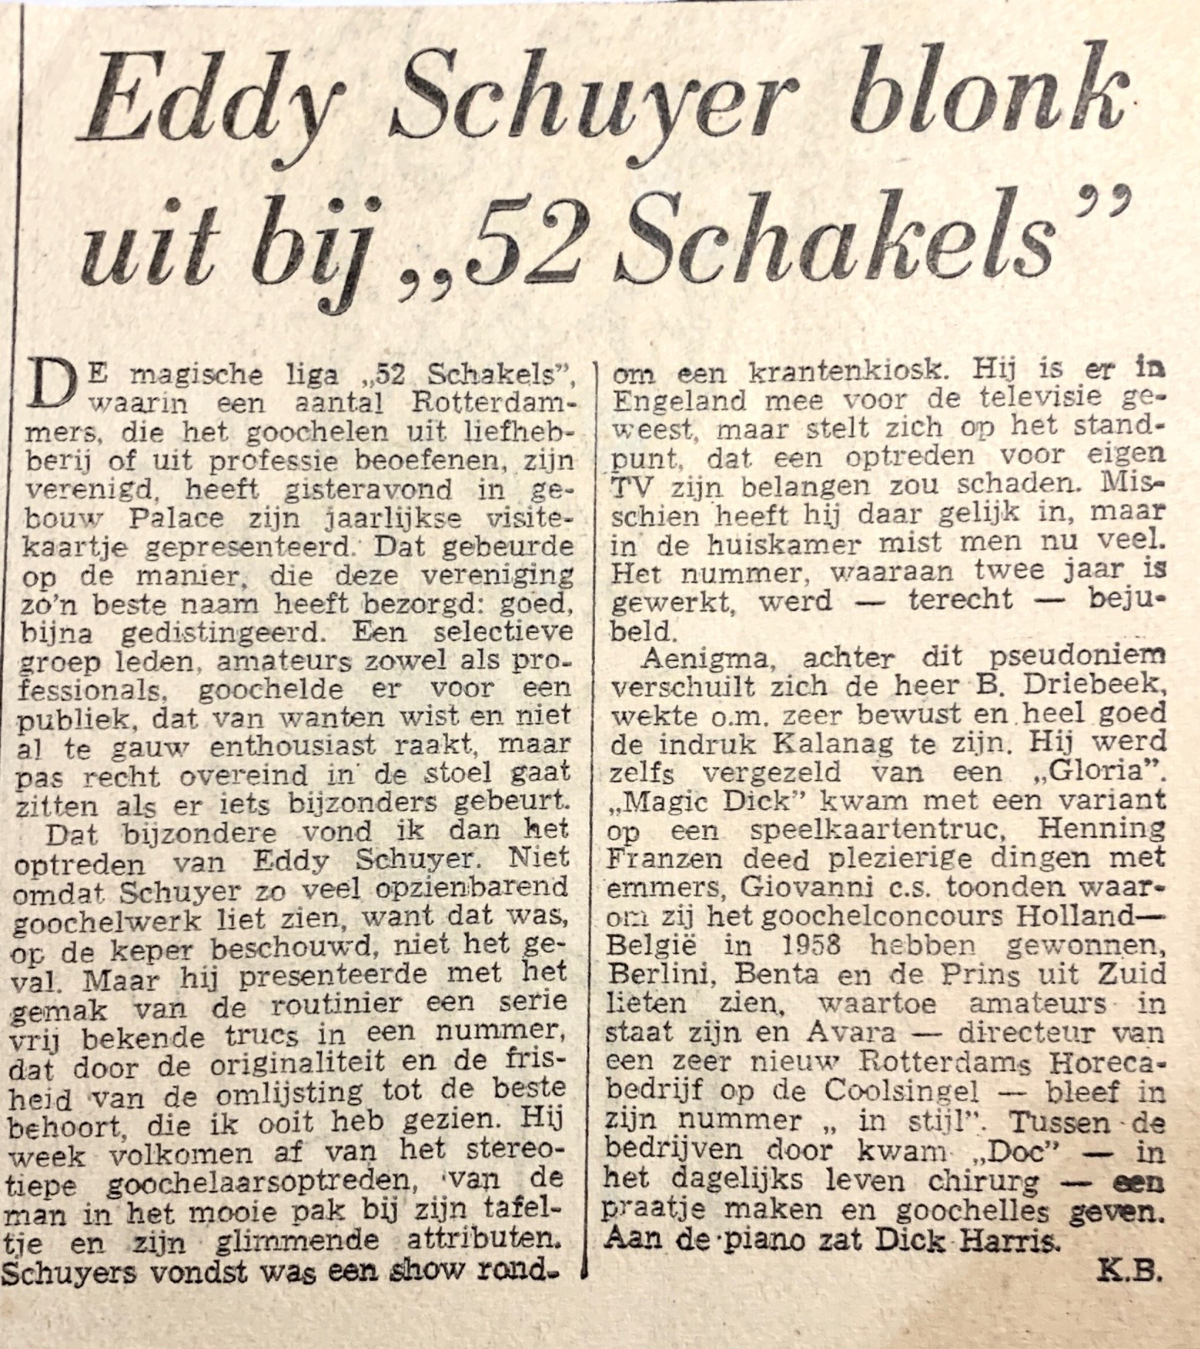 Eddy Schuyer blonk
uit bij „52 Schakels”
DE magische liga „52 Schakels”,
waarin een aantal Rotterdam-
mers, die het goochelen uit liefheb-
berij of uit professie beoefenen, zijn
verenigd, heeft gisteravond in ge-
bouw Palace zijn jaarlijkse visite-
kaartje gepresenteerd. Dat gebeurde
op de manier, die deze vereniging
zo'n beste naam heeft bezorgd: goed,
bijna gedistingeerd. Een selectieve
groep leden, amateurs zowel als pro-
fessionals, goochelde er voor een
publiek, dat van wanten wist en niet
al te gauw enthousiast raakt, maar
pas recht overeind in de stoel gaat
zitten als er iets bijzonders gebeurt.
Dat bijzondere vond ik dan het
optreden van Eddy Schuyer. Niet
omdat Schuyer zo veel opzienbarend
goochelwerk liet zien, want dat was,
op de keper beschouwd, niet het ge-
val. Maar hij presenteerde met het
gemak van de routinier een serie
vrij bekende trucs in een nummer,
dat door de originaliteit en de fris-
heid van de omlijsting tot de beste
behoort, die ik ooit heb gezien. Hij
week volkomen af van het stereo-
tiepe goochelaarsoptreden, van de
man in het mooie pak bij zijn tafel-
tje en zijn glimmende attributen.
Schuyers vondst was een show rond-
om een krantenkiosk. Hij is er in
Engeland mee voor de televisie ge-
weest, maar stelt zich op het stand-
punt, dat een optreden voor eigen
TV zijn belangen zou schaden. Mis-
schien heeft hij daar gelijk in, maar
in de huiskamer mist men nu veel.
Het nummer, waaraan twee jaar is
gewerkt, werd — terecht — beju-
beld.
Aenigma, achter dit pseudoniem
verschuilt zich de heer B. Driebeek,
wekte o.m. zeer bewust en heel goed
de indruk Kalanag te zijn. Hij werd
zelfs vergezeld van een „Gloria”.
„Magic Dick” kwam met een variant
op een speelkaartentruc, Henning
Franzen deed plezierige dingen met
emmers, Giovanni c.s. toonden waar-
om zij het goochelconcours Holland—
België in 1958 hebben gewonnen,
Berlini, Benta en de Prins uit Zuid
lieten zien, waartoe amateurs in
staat zijn en Avara — directeur van
een zeer nieuw Rotterdams Horeca-
bedrijf op de Coolsingel — bleef in
zijn nummer „ in stijl”. Tussen de
bedrijven door kwam „Doc” — in
het dagelijks leven chirurg — een
praatje maken en goochelles geven.
Aan de piano zat Dick Harris.
K.B.